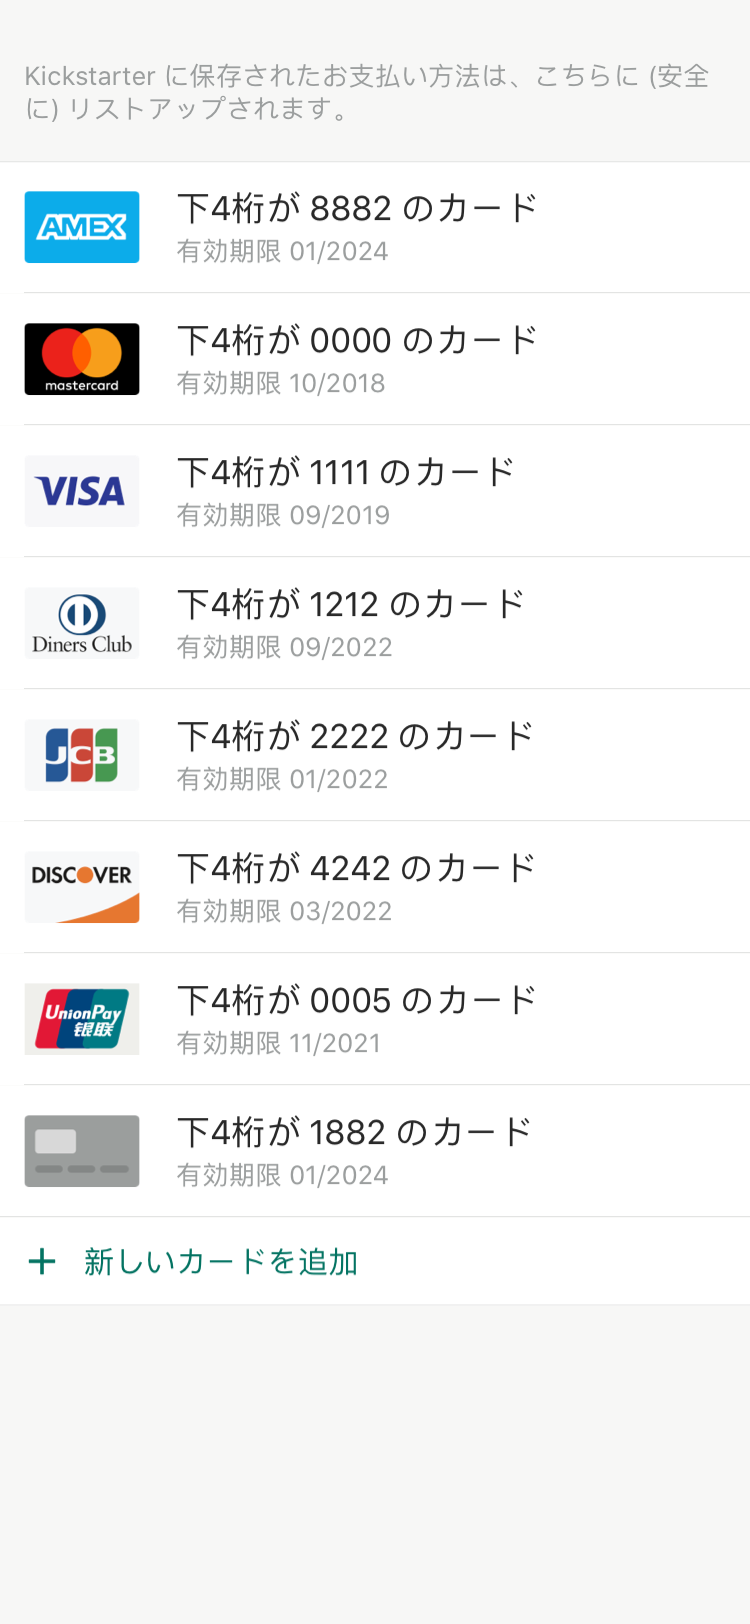 Kickstarter に保存されたお支払い方法は、こちらに (安全
に) リストアップされます。
AMEX
下4桁が 8882 のカード
有効期限 01/2024
mastercard
下4桁が 0000 のカード
有効期限 10/2018
VISA
下4桁が 1111 のカード
有効期限 09/2019
Diners Club
下4桁が 1212 のカード
有効期限 09/2022
JCB
下4桁が 2222 のカード
有効期限 01/2022
DISCOVER
下4桁が 4242 のカード
有効期限 03/2022
UnionPay
银联
下4桁が 0005 のカード
有効期限 11/2021
下4桁が 1882 のカード
有効期限 01/2024
+ 新しいカードを追加